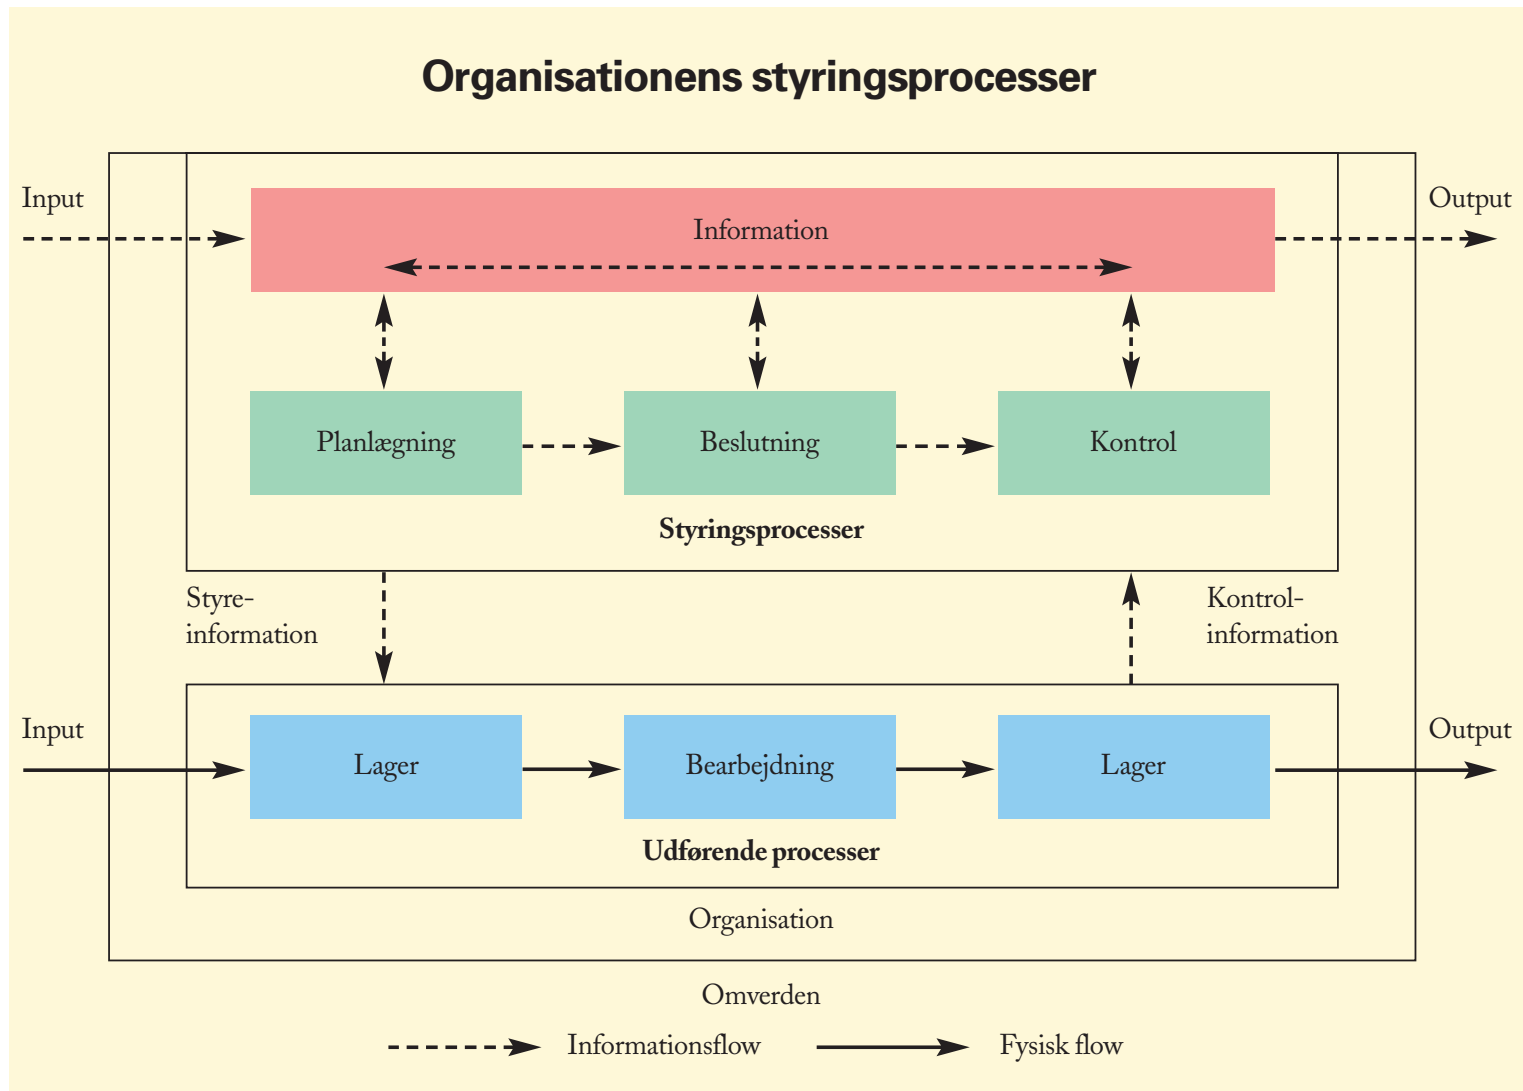 Organisationens styringsprocesser
Input
Output
Information
Planlægning
Beslutning
Kontrol
Styringsprocesser
Styre-
information
Kontrol-
information
Input
Output
Lager
Bearbejdning
Lager
Udførende processer
Organisation
Omverden
Informationsflow
Fysisk flow